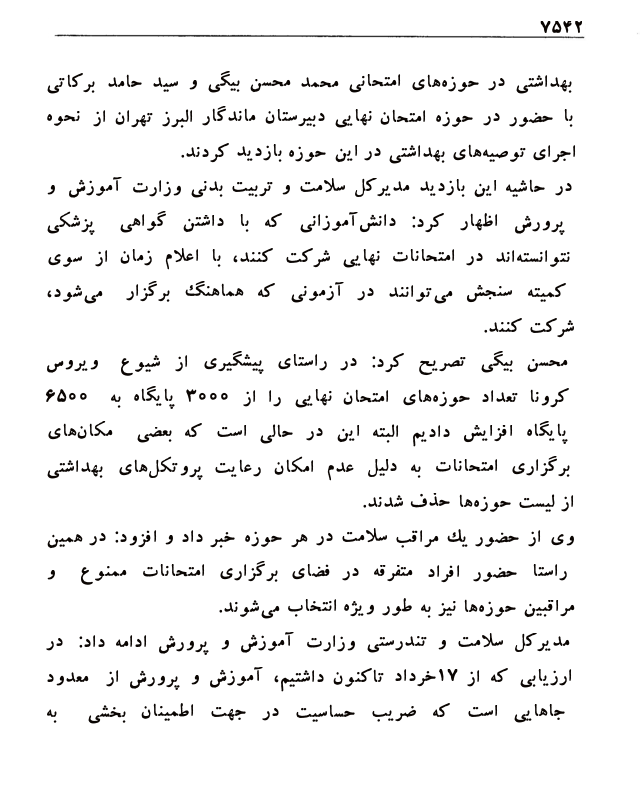 ۷۵۴۲
بهداشتی در حوزه‌های امتحانی محمد محسن بیگی و سید حامد برکاتی
با حضور در حوزه امتحان نهایی دبیرستان ماندگار البرز تهران از نحوه
اجرای توصیه‌های بهداشتی در این حوزه بازدید کردند.
در حاشیه این بازدید مدیرکل سلامت و تربیت بدنی وزارت آموزش و
پرورش اظهار کرد: دانش‌آموزانی که با داشتن گواهی پزشکی
نتوانسته‌اند در امتحانات نهایی شرکت کنند، با اعلام زمان از سوی
کمیته سنجش می‌توانند در آزمونی که هماهنگ برگزار می‌شود،
شرکت کنند.
محسن بیگی تصریح کرد: در راستای پیشگیری از شیوع ویروس
کرونا تعداد حوزه‌های امتحان نهایی را از ۳۰۰۰ پایگاه به ۶۵۰۰
پایگاه افزایش دادیم البته این در حالی است که بعضی مکان‌های
برگزاری امتحانات به دلیل عدم امکان رعایت پروتکل‌های بهداشتی
از لیست حوزه‌ها حذف شدند.
وی از حضور یك مراقب سلامت در هر حوزه خبر داد و افزود: در همین
راستا حضور افراد متفرقه در فضای برگزاری امتحانات ممنوع و
مراقبین حوزه‌ها نیز به طور ویژه انتخاب می‌شوند.
مدیرکل سلامت و تندرستی وزارت آموزش و پرورش ادامه داد: در
ارزیابی که از ۱۷خرداد تاکنون داشتیم، آموزش و پرورش از معدود
جاهایی است که ضریب حساسیت در جهت اطمینان بخشی به